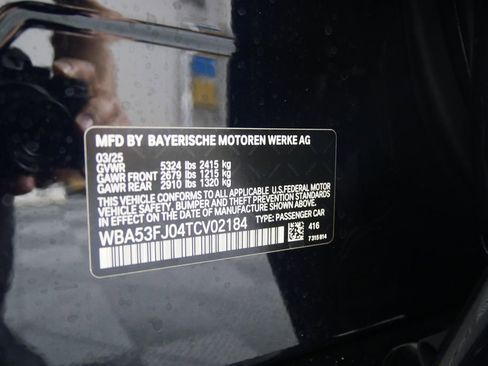 MFD BY BAYERISCHE MOTOREN WERKE AG
03/25
GVWR 5324 lbs 2415 kg
GAWR FRONT 2679 lbs 1215 kg
GAWR REAR 2910 lbs 1320 kg
THIS VEHICLE CONFORMS TO ALL APPLICABLE U.S. FEDERAL MOTOR
VEHICLE SAFETY, BUMPER AND THEFT PREVENTION STANDARDS
IN EFFECT ON THE DATE OF MANUFACTURE SHOWN ABOVE.
WBA53FJ04TCV02184 TYPE: PASSENGER CAR
416
7 315 814